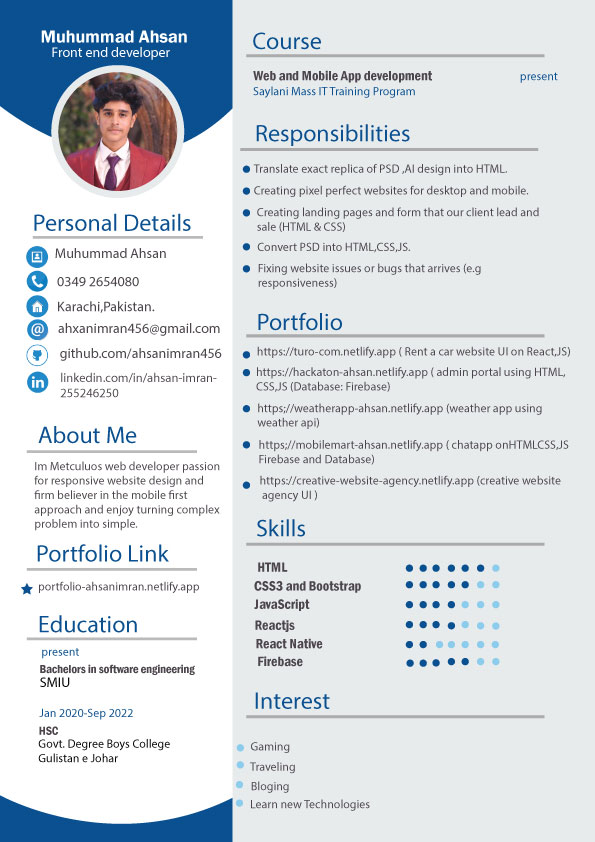 Muhummad Ahsan
Front end developer
Personal Details
Muhummad Ahsan
0349 2654080
Karachi,Pakistan.
ahxanimran456@gmail.com
github.com/ahsanimran456
linkedin.com/in/ahsan-imran-
255246250
About Me
Im Metculuos web developer passion
for responsive website design and
firm believer in the mobile first
approach and enjoy turning complex
problem into simple.
Portfolio Link
portfolio-ahsanimran.netlify.app
Education
present
Bachelors in software engineering
SMIU
Jan 2020-Sep 2022
HSC
Govt. Degree Boys College
Gulistan e Johar
Course
Web and Mobile App development present
Saylani Mass IT Training Program
Responsibilities
Translate exact replica of PSD ,AI design into HTML.
Creating pixel perfect websites for desktop and mobile.
Creating landing pages and form that our client lead and
sale (HTML & CSS)
Convert PSD into HTML,CSS,JS.
Fixing website issues or bugs that arrives (e.g
responsiveness)
Portfolio
https://turo-com.netlify.app ( Rent a car website UI on React,JS)
https://hackaton-ahsan.netlify.app ( admin portal using HTML,
CSS,JS (Database: Firebase)
https;//weatherapp-ahsan.netlify.app (weather app using
weather api)
https;//mobilemart-ahsan.netlify.app ( chatapp onHTMLCSS,JS
Firebase and Database)
https://creative-website-agency.netlify.app (creative website
agency UI )
Skills
HTML
CSS3 and Bootstrap
JavaScript
Reactjs
React Native
Firebase
Interest
Gaming
Traveling
Bloging
Learn new Technologies